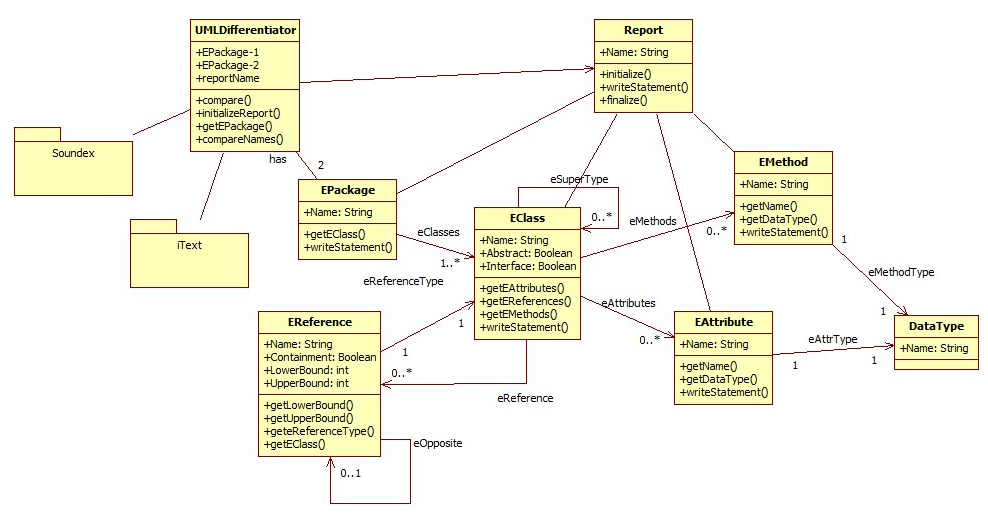 UMLDifferentiator
+EPackage-1
+EPackage-2
+reportName
+compare()
+initializeReport()
+getEPackage()
+compareNames()
Report
+Name: String
+initialize()
+writeStatement()
+finalize()
Soundex
iText
has
2
EPackage
+Name: String
+getEClass()
+writeStatement()
eClasses
1..*
eSuperType
0..*
EClass
+Name: String
+Abstract: Boolean
+Interface: Boolean
+getEAttributes()
+getEReferences()
+getEMethods()
+writeStatement()
eMethods
0..*
EMethod
+Name: String
+getName()
+getDataType()
+writeStatement()
1
eMethodType
1
eReferenceType
1
1
EReference
+Name: String
+Containment: Boolean
+LowerBound: int
+UpperBound: int
+getLowerBound()
+getUpperBound()
+geteReferenceType()
+getEClass()
0..*
eReference
eOpposite
0..1
eAttributes
0..*
EAttribute
+Name: String
+getName()
+getDataType()
+writeStatement()
eAttrType
1
1
DataType
+Name: String